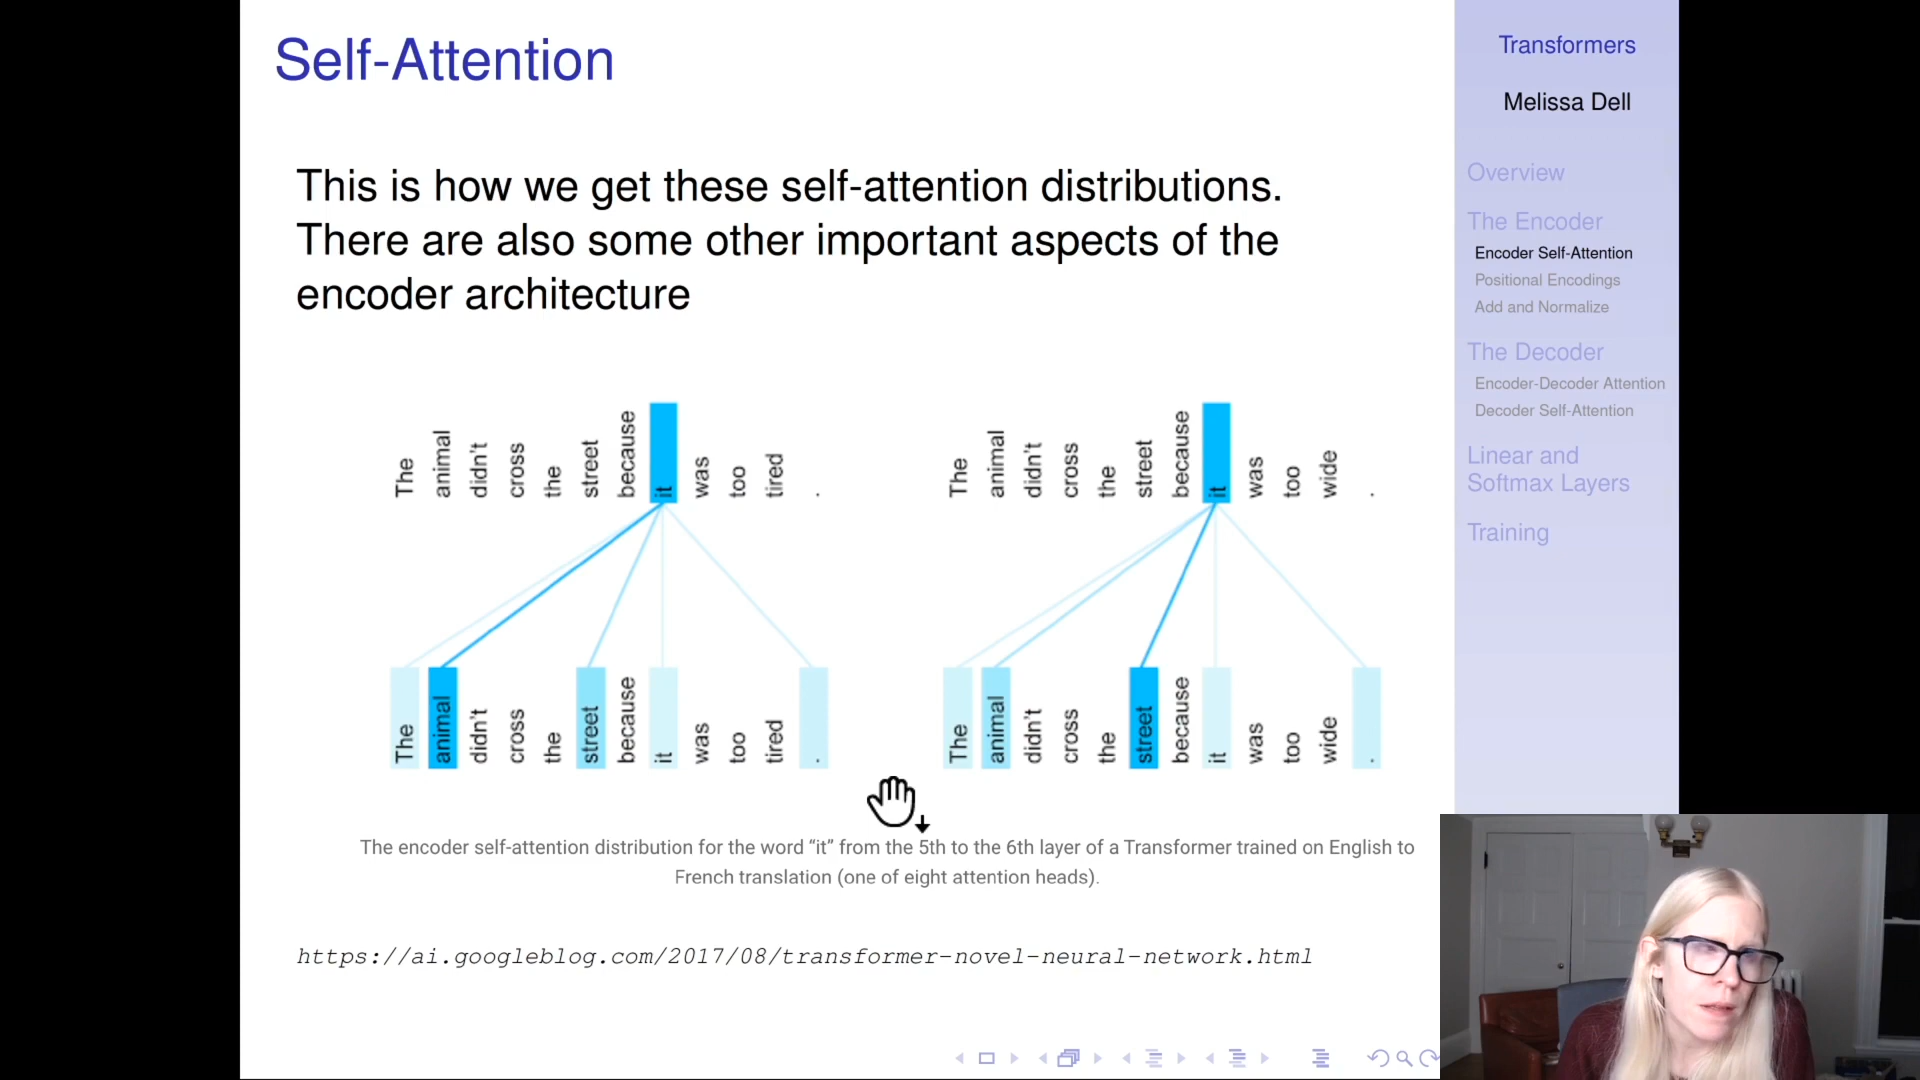 Self-Attention
This is how we get these self-attention distributions.
There are also some other important aspects of the
encoder architecture
The animal didn't cross the street because it was too tired .
The animal didn't cross the street because it was too tired .
The animal didn't cross the street because it was too wide .
The animal didn't cross the street because it was too wide .
The encoder self-attention distribution for the word “it” from the 5th to the 6th layer of a Transformer trained on English to
French translation (one of eight attention heads).
https://ai.googleblog.com/2017/08/transformer-novel-neural-network.html
Transformers
Melissa Dell
Overview
The Encoder
Encoder Self-Attention
Positional Encodings
Add and Normalize
The Decoder
Encoder-Decoder Attention
Decoder Self-Attention
Linear and
Softmax Layers
Training